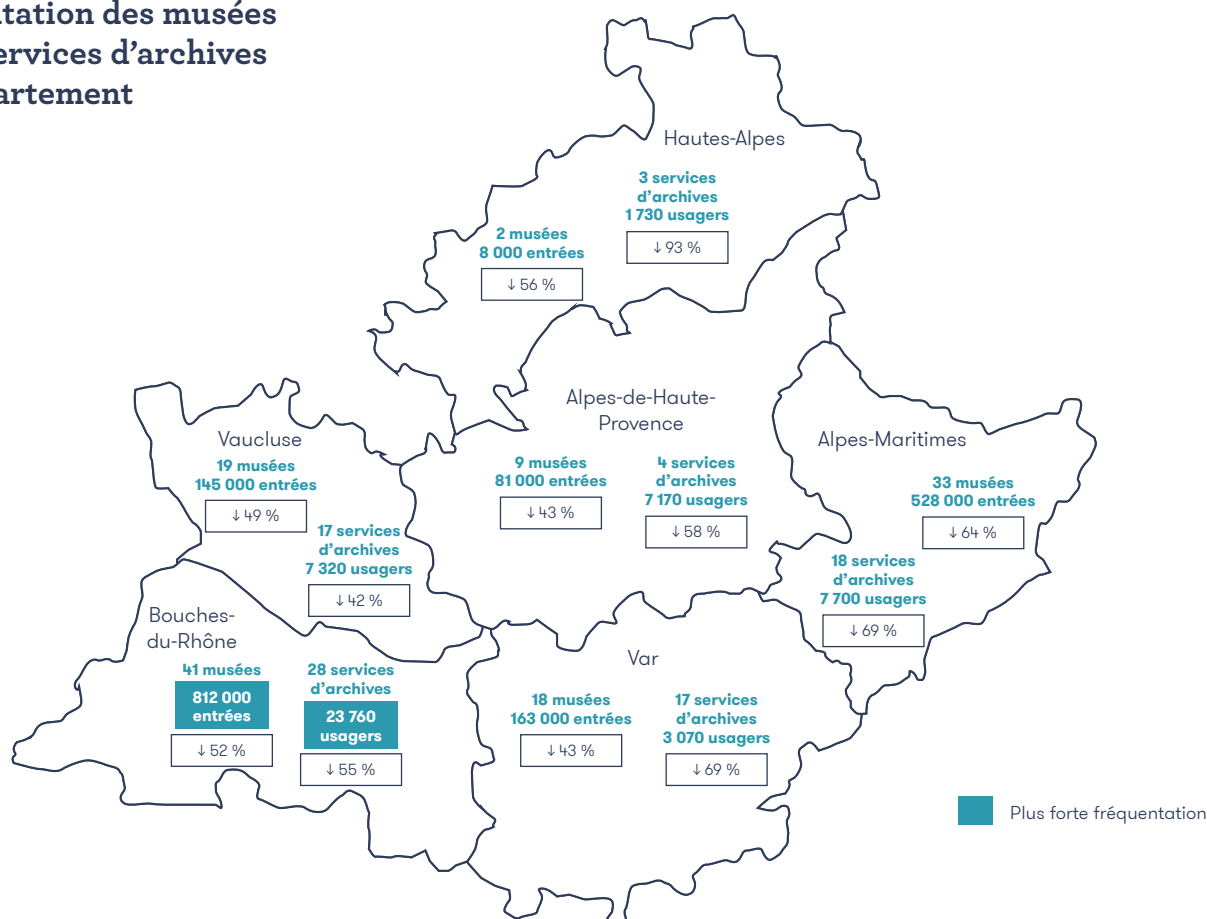 des musées
d'archives
Hautes-Alpes
3 services
d'archives
1 730 usagers
↓ 93 %
2 musées
8 000 entrées
↓ 56 %
Alpes-de-Haute-
Provence
9 musées
81 000 entrées
↓ 43 %
4 services
d'archives
7 170 usagers
↓ 58 %
Alpes-Maritimes
33 musées
528 000 entrées
↓ 64 %
18 services
d'archives
7 700 usagers
↓ 69 %
Vaucluse
19 musées
145 000 entrées
↓ 49 %
17 services
d'archives
7 320 usagers
↓ 42 %
Bouches-
du-Rhône
41 musées
812 000
entrées
↓ 52 %
28 services
d'archives
23 760
usagers
↓ 55 %
Var
18 musées
163 000 entrées
↓ 43 %
17 services
d'archives
3 070 usagers
↓ 69 %
Plus forte fréquentation